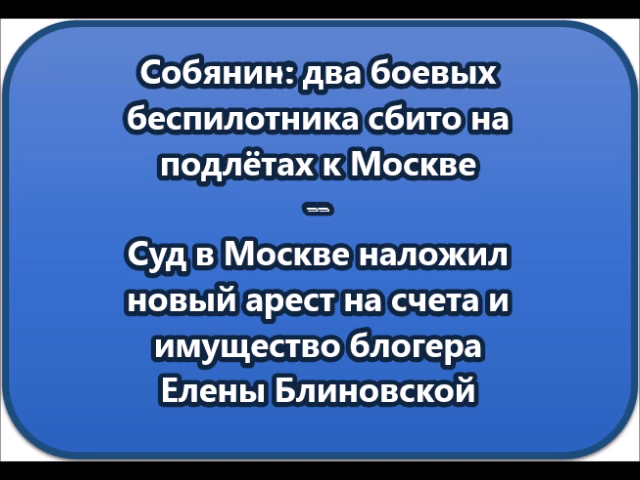 Собянин: два боевых
беспилотника сбито на
подлётах к Москве
--
Суд в Москве наложил
новый арест на счета и
имущество блогера
Елены Блиновской